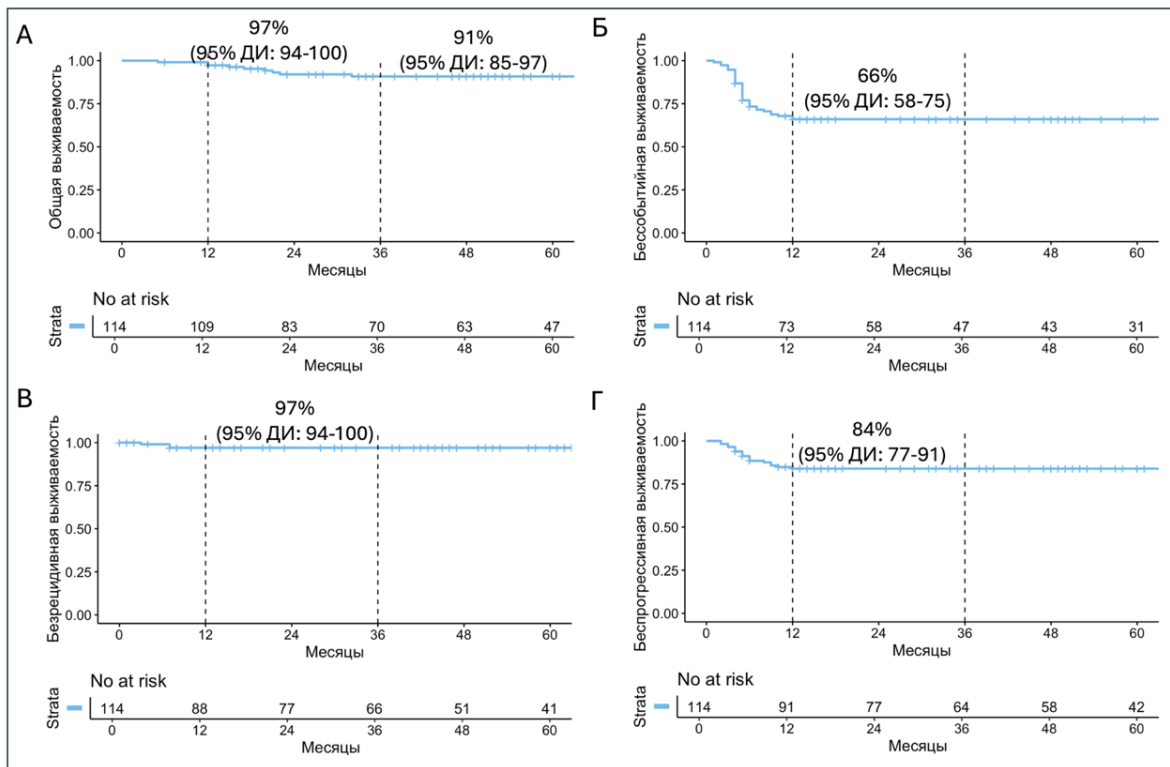 А
97%
(95% ДИ: 94-100)
91%
(95% ДИ: 85-97)
Общая выживаемость
1.00
0.75
0.50
0.25
0.00
0 12 24 36 48 60
Месяцы
No at risk
Strata
114 109 83 70 63 47
0 12 24 36 48 60
Месяцы
Б
66%
(95% ДИ: 58-75)
Бессобытийная выживаемость
1.00
0.75
0.50
0.25
0.00
0 12 24 36 48 60
Месяцы
No at risk
Strata
114 73 58 47 43 31
0 12 24 36 48 60
Месяцы
В
97%
(95% ДИ: 94-100)
Безрецидивная выживаемость
1.00
0.75
0.50
0.25
0.00
0 12 24 36 48 60
Месяцы
No at risk
Strata
114 88 77 66 51 41
0 12 24 36 48 60
Месяцы
Г
84%
(95% ДИ: 77-91)
Беспрогрессивная выживаемость
1.00
0.75
0.50
0.25
0.00
0 12 24 36 48 60
Месяцы
No at risk
Strata
114 91 77 64 58 42
0 12 24 36 48 60
Месяцы